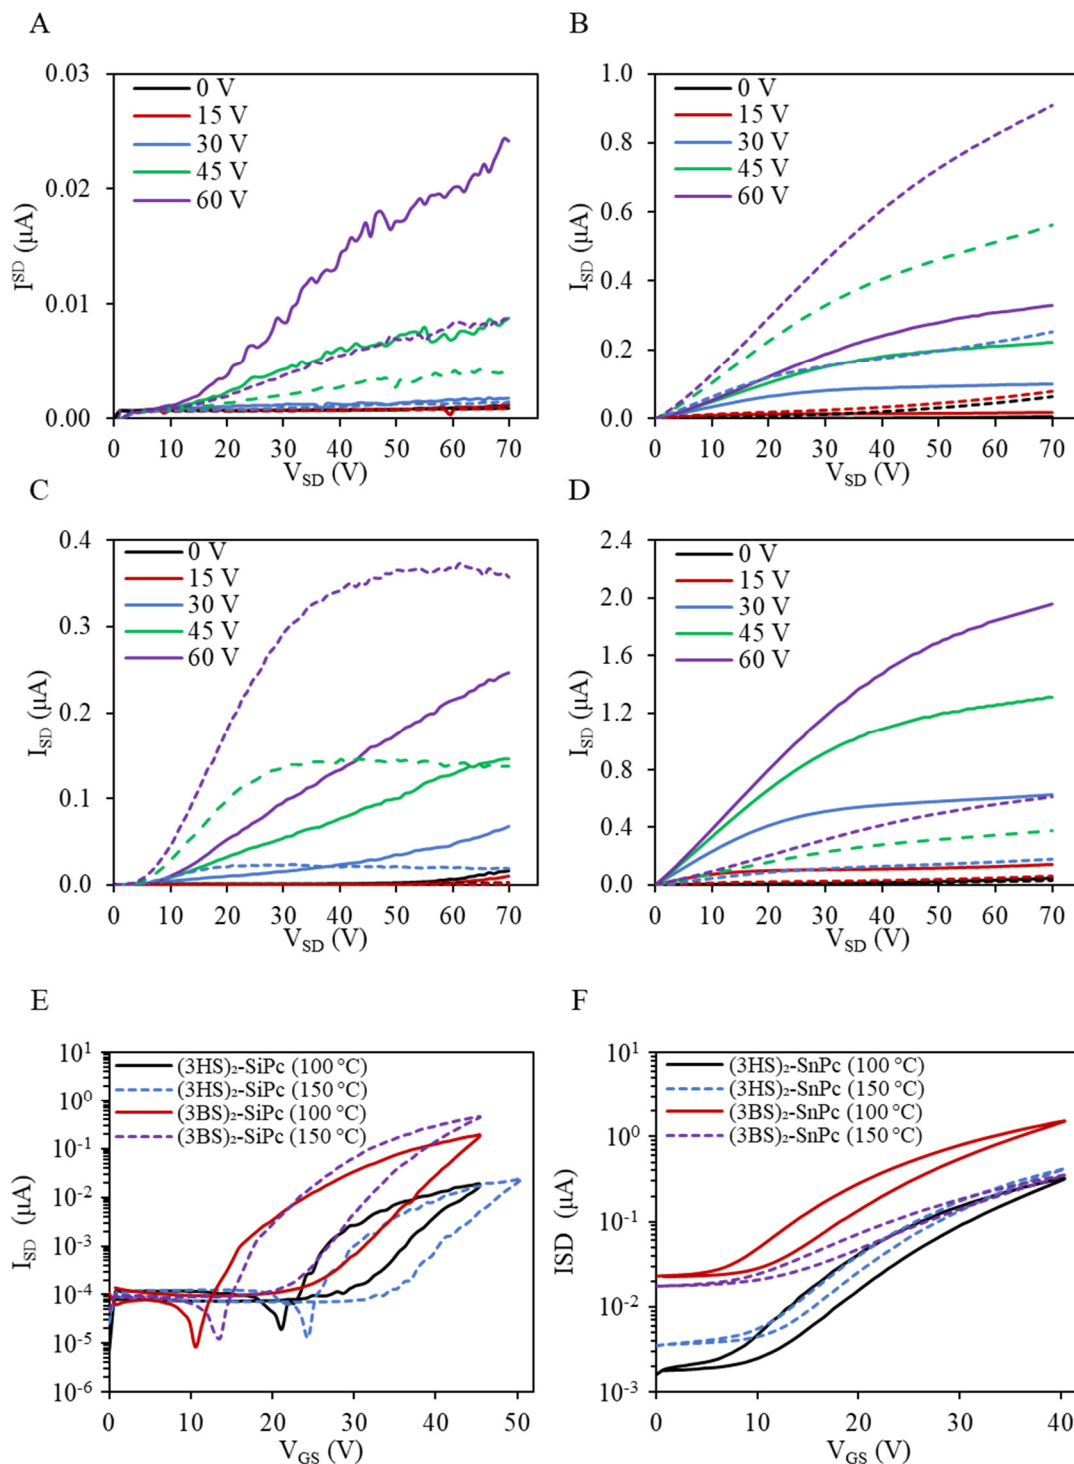 A
0.03
0 V
15 V
30 V
45 V
60 V
0.02
0.01
0.00
I^SD (μA)
0 10 20 30 40 50 60 70
V_SD (V)
B
1.0
0 V
15 V
30 V
45 V
60 V
0.8
0.6
0.4
0.2
0.0
I_SD (μA)
0 10 20 30 40 50 60 70
V_SD (V)
C
0.4
0 V
15 V
30 V
45 V
60 V
0.3
0.2
0.1
0.0
I_SD (μA)
0 10 20 30 40 50 60 70
V_SD (V)
D
2.4
0 V
15 V
30 V
45 V
60 V
2.0
1.6
1.2
0.8
0.4
0.0
I_SD (μA)
0 10 20 30 40 50 60 70
V_SD (V)
E
10¹
(3HS)₂-SiPc (100 °C)
(3HS)₂-SiPc (150 °C)
(3BS)₂-SiPc (100 °C)
(3BS)₂-SiPc (150 °C)
10⁰
10⁻¹
10⁻²
10⁻³
10⁻⁴
10⁻⁵
10⁻⁶
I_SD (μA)
0 10 20 30 40 50
V_GS (V)
F
10¹
(3HS)₂-SnPc (100 °C)
(3HS)₂-SnPc (150 °C)
(3BS)₂-SnPc (100 °C)
(3BS)₂-SnPc (150 °C)
10⁰
10⁻¹
10⁻²
10⁻³
ISD (μA)
0 10 20 30 40
V_GS (V)